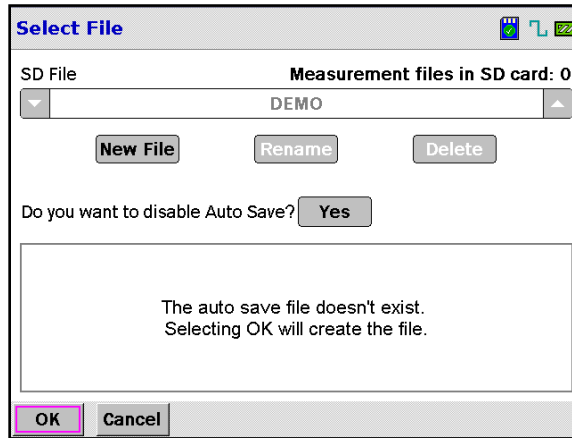 Select File
SD File Measurement files in SD card: 0
DEMO
New File Rename Delete
Do you want to disable Auto Save? Yes
The auto save file doesn't exist.
Selecting OK will create the file.
OK Cancel